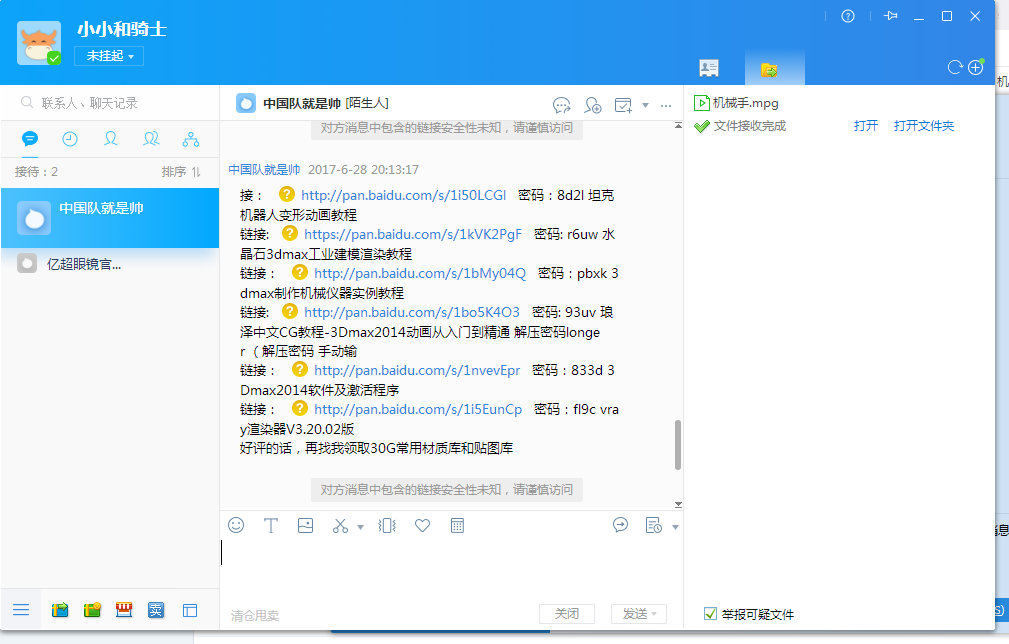 小小和骑士
未挂起
联系人、聊天记录
接待：2
排序
中国队就是帅
亿超眼镜官...
中国队就是帅 [陌生人]
对方消息中包含的链接安全性未知，请谨慎访问
中国队就是帅 2017-6-28 20:13:17
接： http://pan.baidu.com/s/1i50LCGl 密码：8d2l 坦克
机器人变形动画教程
链接: https://pan.baidu.com/s/1kVK2PgF 密码: r6uw 水
晶石3dmax工业建模渲染教程
链接： http://pan.baidu.com/s/1bMy04Q 密码：pbxk 3
dmax制作机械仪器实例教程
链接: http://pan.baidu.com/s/1bo5K4O3 密码: 93uv 琅
泽中文CG教程-3Dmax2014动画从入门到精通 解压密码longe
r （ 解压密码 手动输
链接： http://pan.baidu.com/s/1nvevEpr 密码：833d 3
Dmax2014软件及激活程序
链接： http://pan.baidu.com/s/1i5EunCp 密码：fl9c vra
y渲染器V3.20.02版
好评的话，再找我领取30G常用材质库和贴图库
对方消息中包含的链接安全性未知，请谨慎访问
清仓甩卖
关闭
发送
机械手.mpg
文件接收完成
打开
打开文件夹
举报可疑文件
卖
机
消息
S)